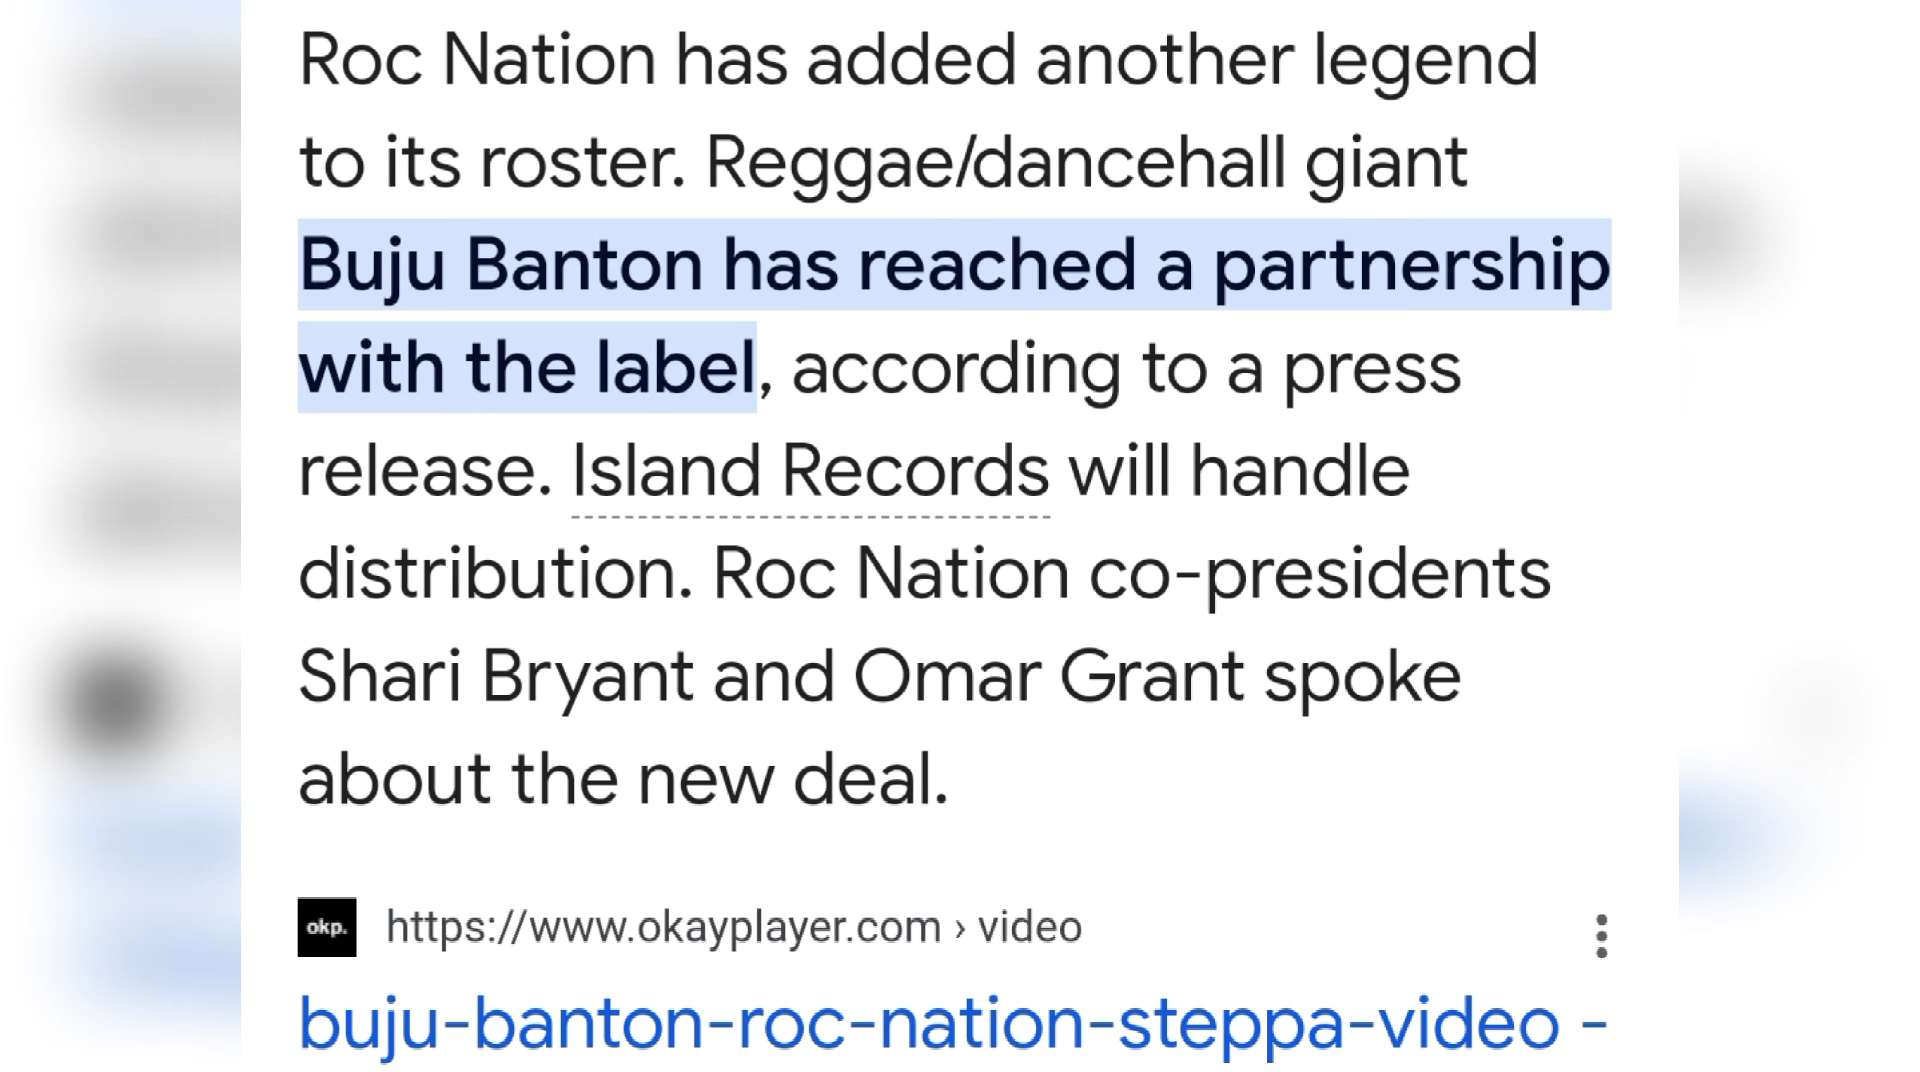 Roc Nation has added another legend
to its roster. Reggae/dancehall giant
Buju Banton has reached a partnership
with the label, according to a press
release. Island Records will handle
distribution. Roc Nation co-presidents
Shari Bryant and Omar Grant spoke
about the new deal.
okp. https://www.okayplayer.com › video
buju-banton-roc-nation-steppa-video -